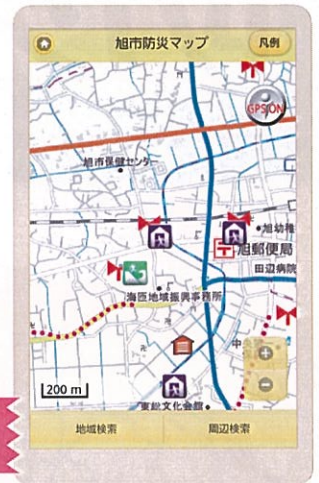 旭市防災マップ
凡例
GPS ON
旭市保健センター
旭幼稚
旭郵便局
田辺病院
海匝地域振興事務所
中
東総文化会館
200 m
地域検索
周辺検索